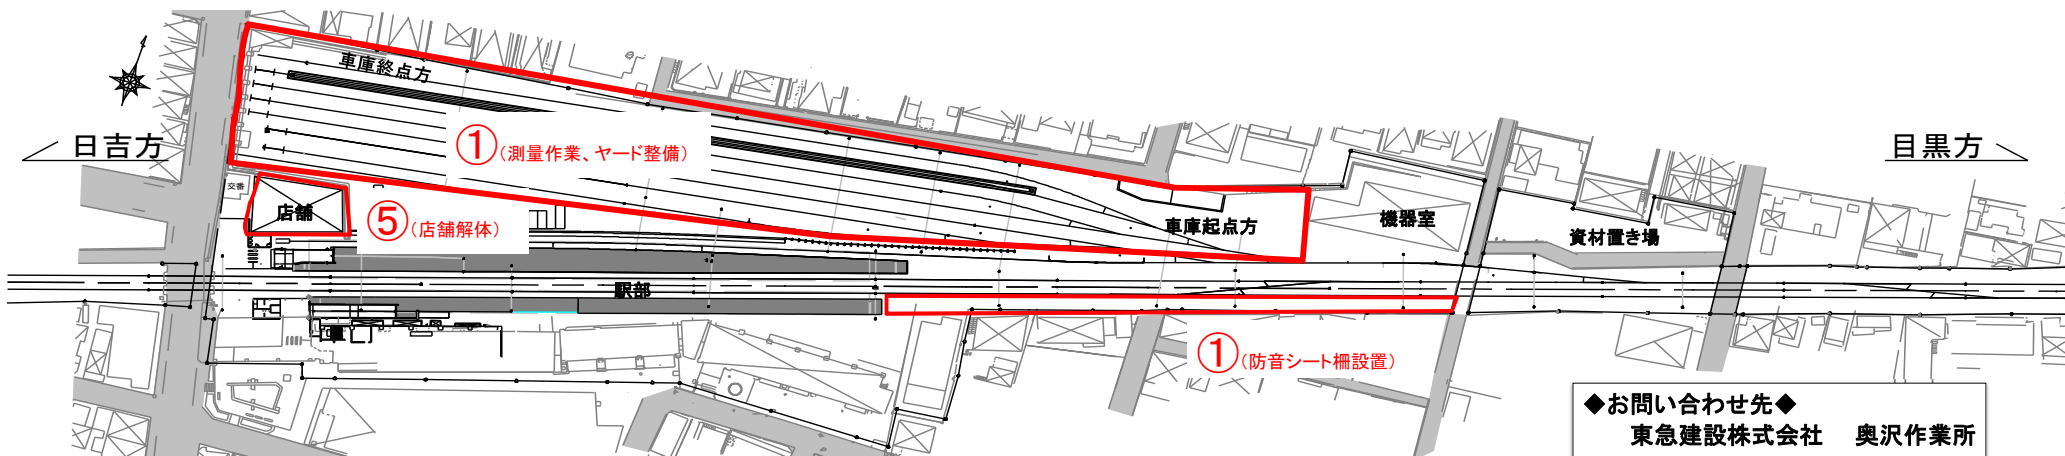 車庫終点方
日吉方
①(測量作業、ヤード整備)
目黒方
交番
店舗
⑤(店舗解体)
車庫起点方
機器室
資材置き場
駅部
①(防音シート柵設置)
◆お問い合わせ先◆
東急建設株式会社 奥沢作業所